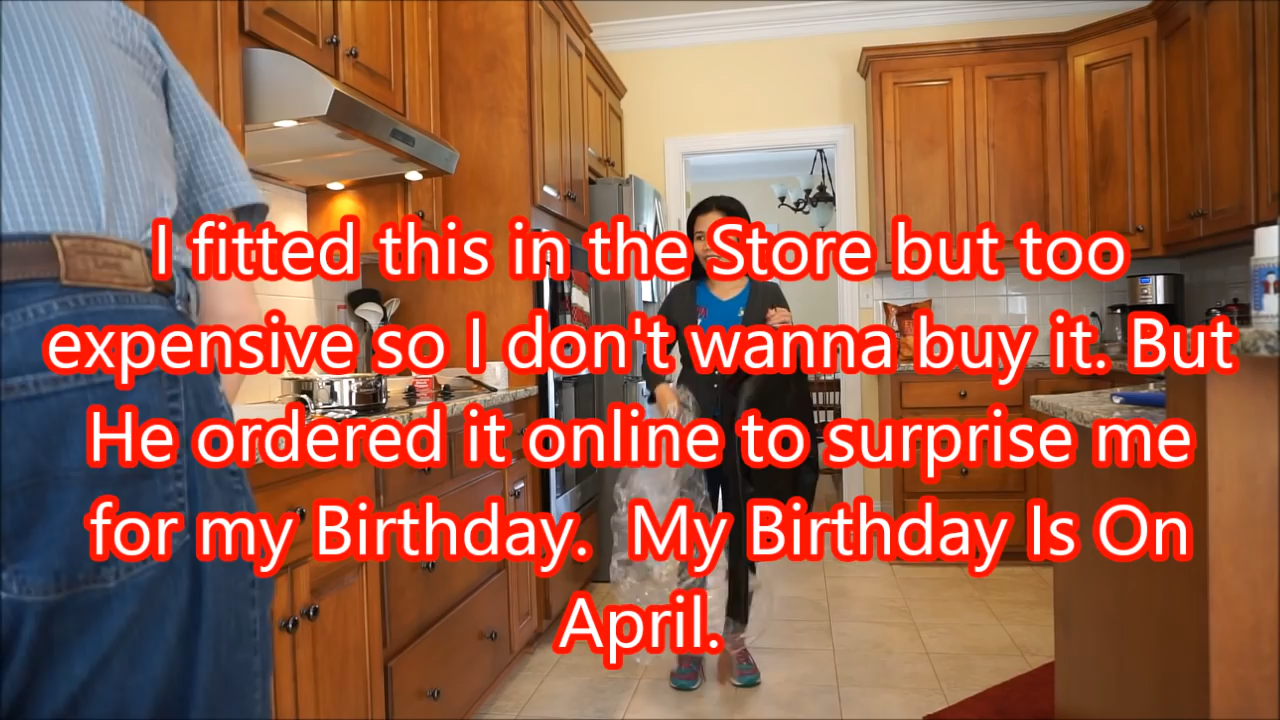 I fitted this in the Store but too
expensive so I don't wanna buy it. But
He ordered it online to surprise me
for my Birthday.  My Birthday Is On
April.